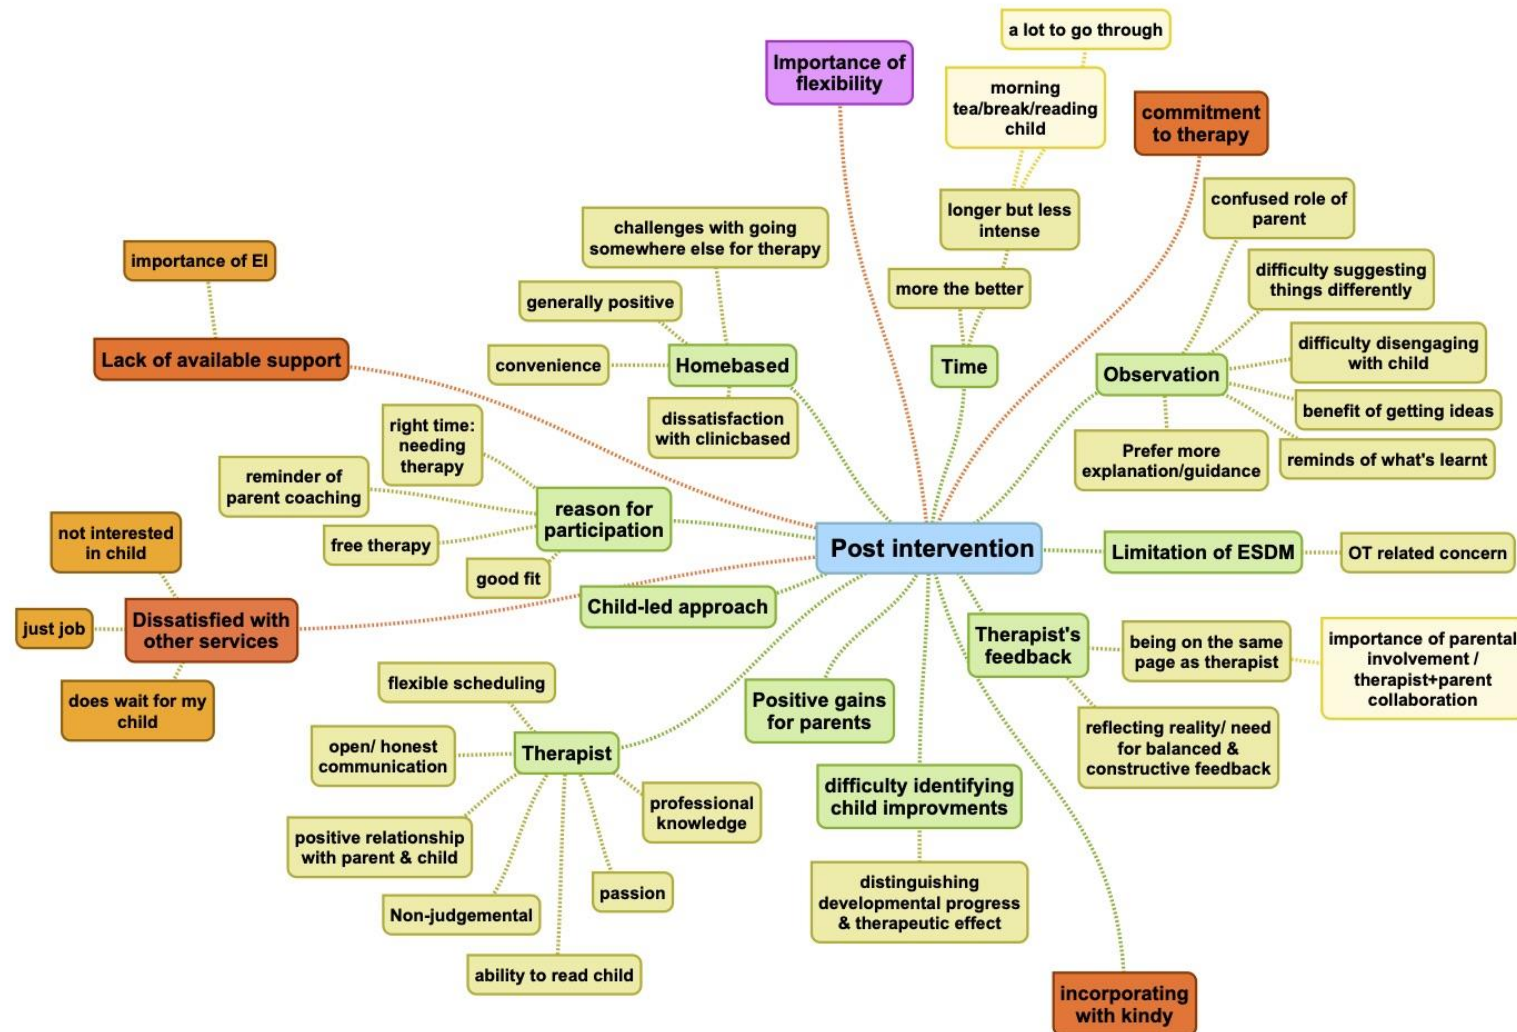 a lot to go through
Importance of
flexibility
morning
tea/break/reading
child
commitment
to therapy
longer but less
intense
confused role of
parent
challenges with going
somewhere else for therapy
difficulty suggesting
things differently
importance of EI
more the better
generally positive
Lack of available support
convenience
Homebased
Time
Observation
difficulty disengaging
with child
benefit of getting ideas
dissatisfaction
with clinicbased
right time:
needing
therapy
Prefer more
explanation/guidance
reminds of what's learnt
reminder of
parent coaching
reason for
participation
free therapy
good fit
Post intervention
Limitation of ESDM
OT related concern
not interested
in child
Child-led approach
just job
Dissatisfied with
other services
does wait for my
child
Therapist's
feedback
being on the same
page as therapist
importance of parental
involvement /
therapist+parent
collaboration
flexible scheduling
Positive gains
for parents
reflecting reality/ need
for balanced &
constructive feedback
open/ honest
communication
Therapist
professional
knowledge
difficulty identifying
child improvments
positive relationship
with parent & child
passion
Non-judgemental
distinguishing
developmental progress
& therapeutic effect
ability to read child
incorporating
with kindy